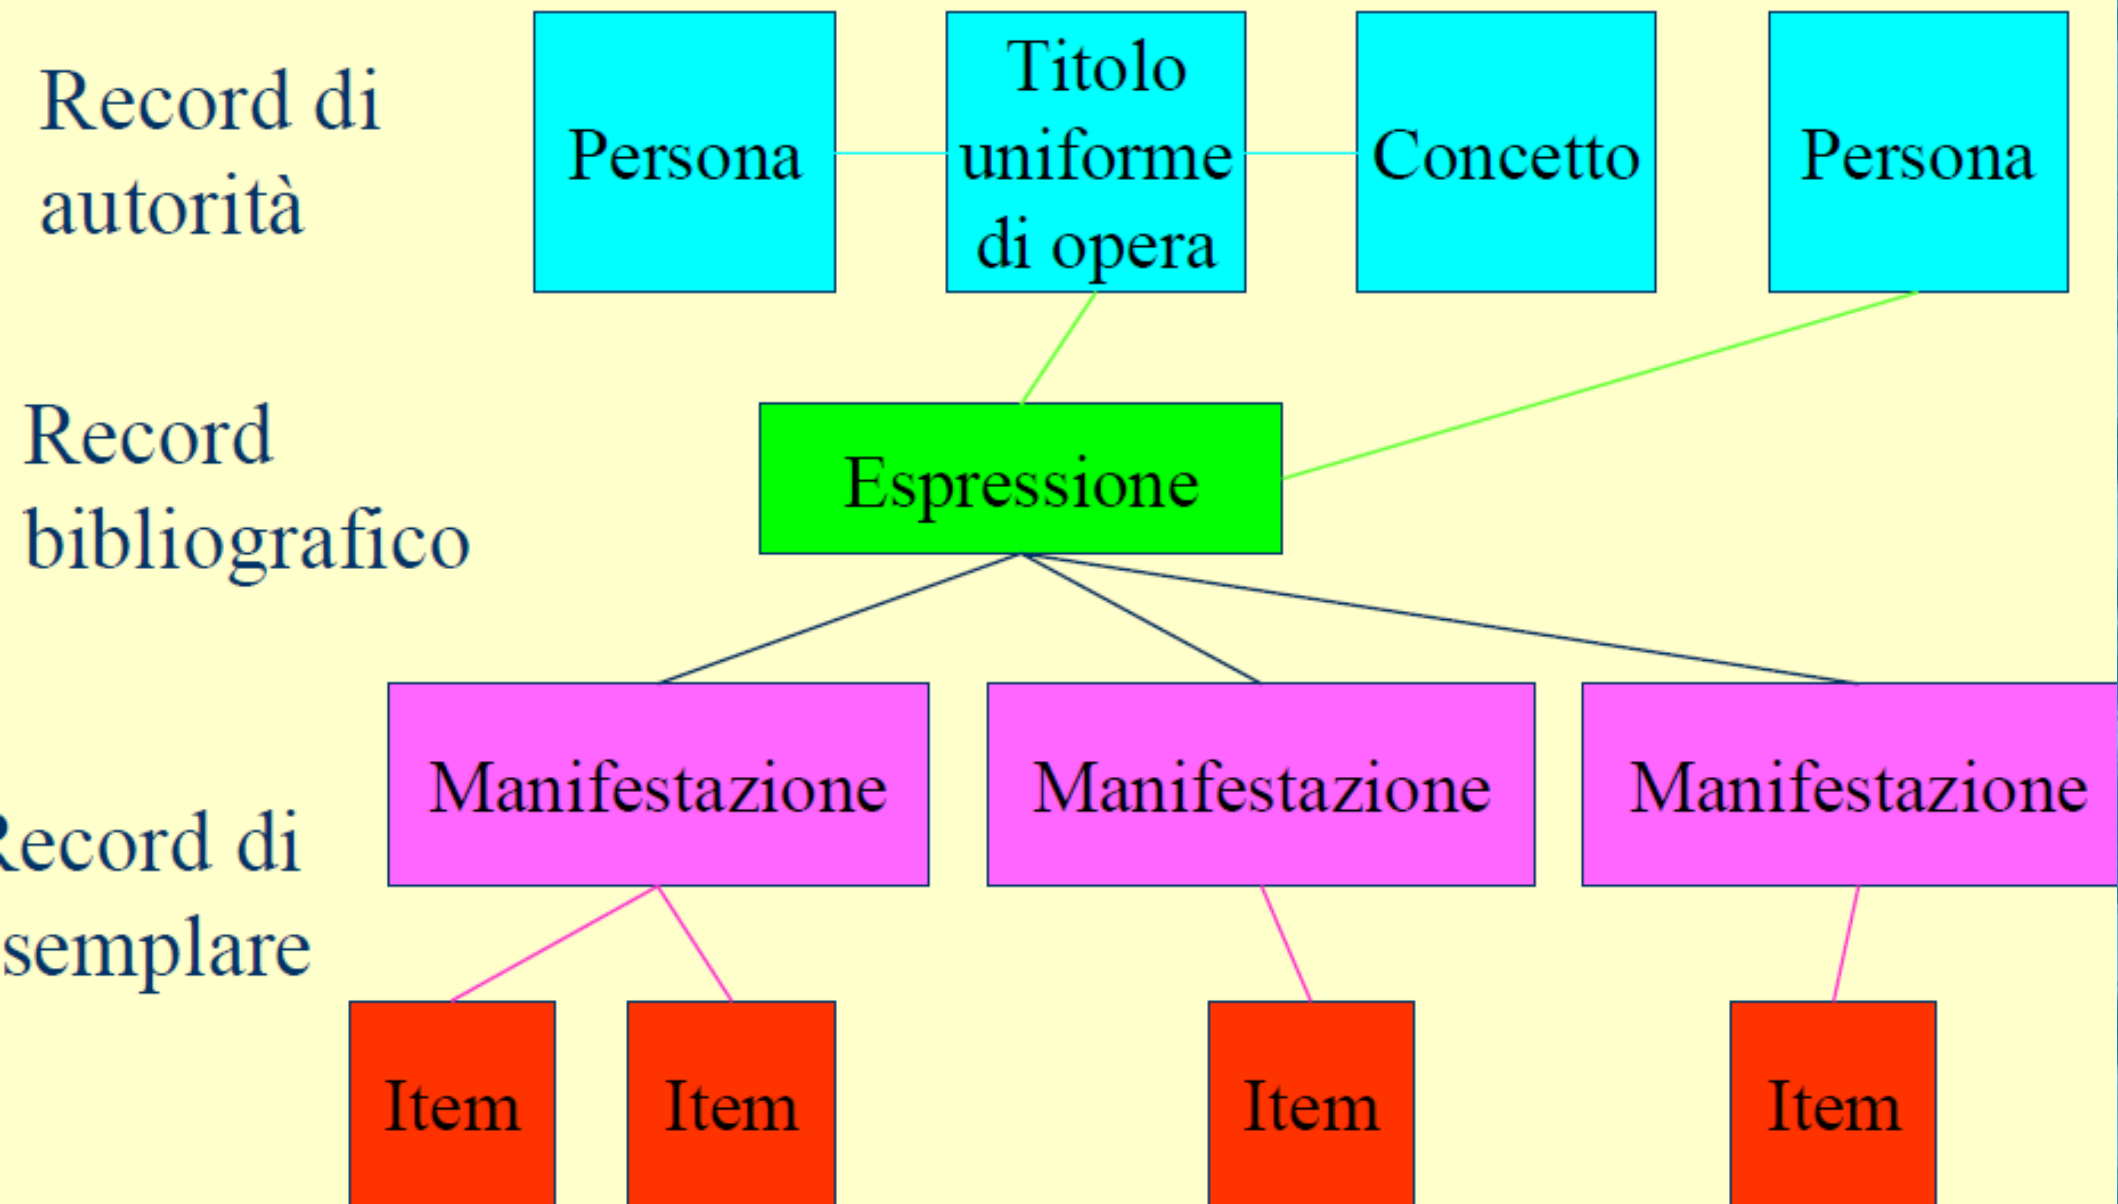 Record di
autorità
Persona
Titolo
uniforme
di opera
Concetto
Persona
Record
bibliografico
Espressione
Manifestazione
Manifestazione
Manifestazione
Record di
semplare
Item
Item
Item
Item